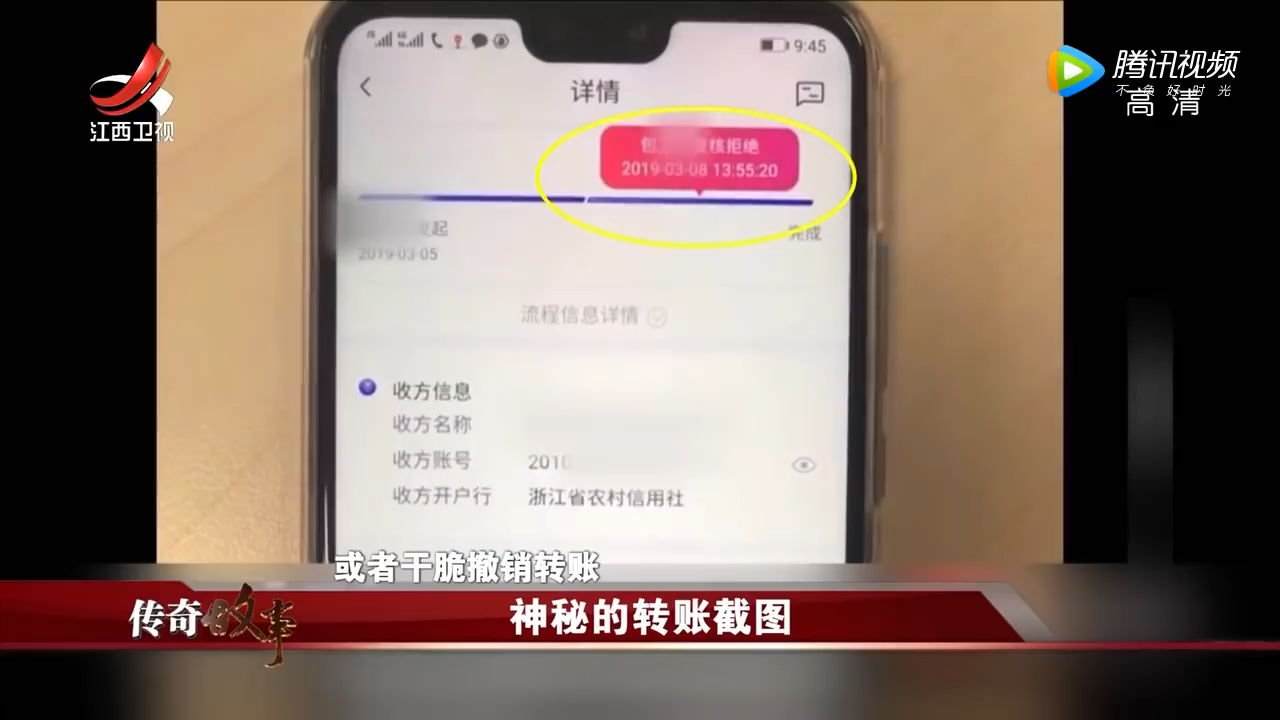 9:45
江西卫视
腾讯视频
不负好时光
高清
详情
包 复核拒绝
2019-03-08 13:55:20
发起
完成
2019-03-05
流程信息详情
收方信息
收方名称
收方账号 2010
收方开户行 浙江省农村信用社
或者干脆撤销转账
传奇故事
神秘的转账截图